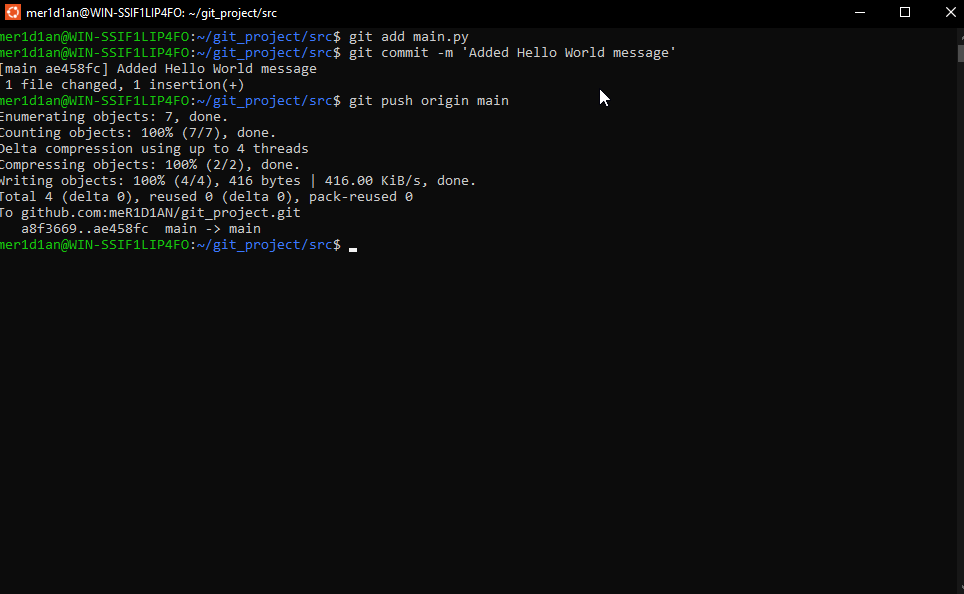 mer1d1an@WIN-SSIF1LIP4FO: ~/git_project/src
mer1d1an@WIN-SSIF1LIP4FO:~/git_project/src$ git add main.py
mer1d1an@WIN-SSIF1LIP4FO:~/git_project/src$ git commit -m 'Added Hello World message'
[main ae458fc] Added Hello World message
 1 file changed, 1 insertion(+)
mer1d1an@WIN-SSIF1LIP4FO:~/git_project/src$ git push origin main
Enumerating objects: 7, done.
Counting objects: 100% (7/7), done.
Delta compression using up to 4 threads
Compressing objects: 100% (2/2), done.
Writing objects: 100% (4/4), 416 bytes | 416.00 KiB/s, done.
Total 4 (delta 0), reused 0 (delta 0), pack-reused 0
To github.com:meR1D1AN/git_project.git
   a8f3669..ae458fc  main -> main
mer1d1an@WIN-SSIF1LIP4FO:~/git_project/src$